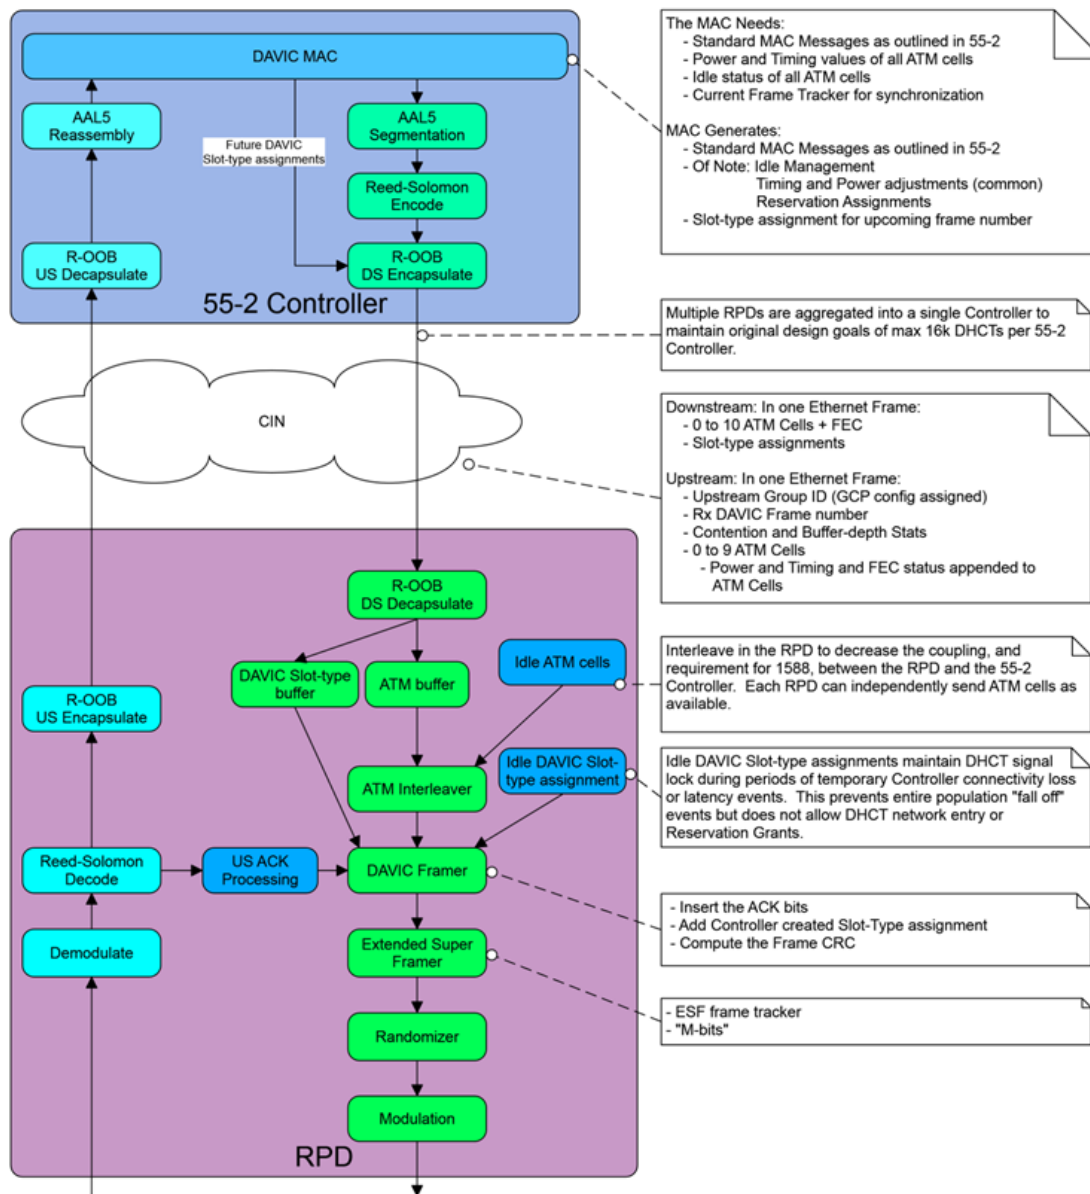 DAVIC MAC
AAL5
Reassembly
Future DAVIC
Slot-type assignments
AAL5
Segmentation
Reed-Solomon
Encode
R-OOB
US Decapsulate
R-OOB
DS Encapsulate
55-2 Controller
The MAC Needs:
- Standard MAC Messages as outlined in 55-2
- Power and Timing values of all ATM cells
- Idle status of all ATM cells
- Current Frame Tracker for synchronization
MAC Generates:
- Standard MAC Messages as outlined in 55-2
- Of Note: Idle Management
Timing and Power adjustments (common)
Reservation Assignments
- Slot-type assignment for upcoming frame number
Multiple RPDs are aggregated into a single Controller to
maintain original design goals of max 16k DHCTs per 55-2
Controller.
CIN
Downstream: In one Ethernet Frame:
- 0 to 10 ATM Cells + FEC
- Slot-type assignments
Upstream: In one Ethernet Frame:
- Upstream Group ID (GCP config assigned)
- Rx DAVIC Frame number
- Contention and Buffer-depth Stats
- 0 to 9 ATM Cells
- Power and Timing and FEC status appended to
ATM Cells
R-OOB
DS Decapsulate
DAVIC Slot-type
buffer
ATM buffer
Idle ATM cells
R-OOB
US Encapsulate
ATM Interleaver
Idle DAVIC Slot-
type assignment
Interleave in the RPD to decrease the coupling, and
requirement for 1588, between the RPD and the 55-2
Controller.  Each RPD can independently send ATM cells as
available.
Idle DAVIC Slot-type assignments maintain DHCT signal
lock during periods of temporary Controller connectivity loss
or latency events.  This prevents entire population "fall off"
events but does not allow DHCT network entry or
Reservation Grants.
Reed-Solomon
Decode
US ACK
Processing
DAVIC Framer
- Insert the ACK bits
- Add Controller created Slot-Type assignment
- Compute the Frame CRC
Demodulate
Extended Super
Framer
- ESF frame tracker
- "M-bits"
Randomizer
Modulation
RPD